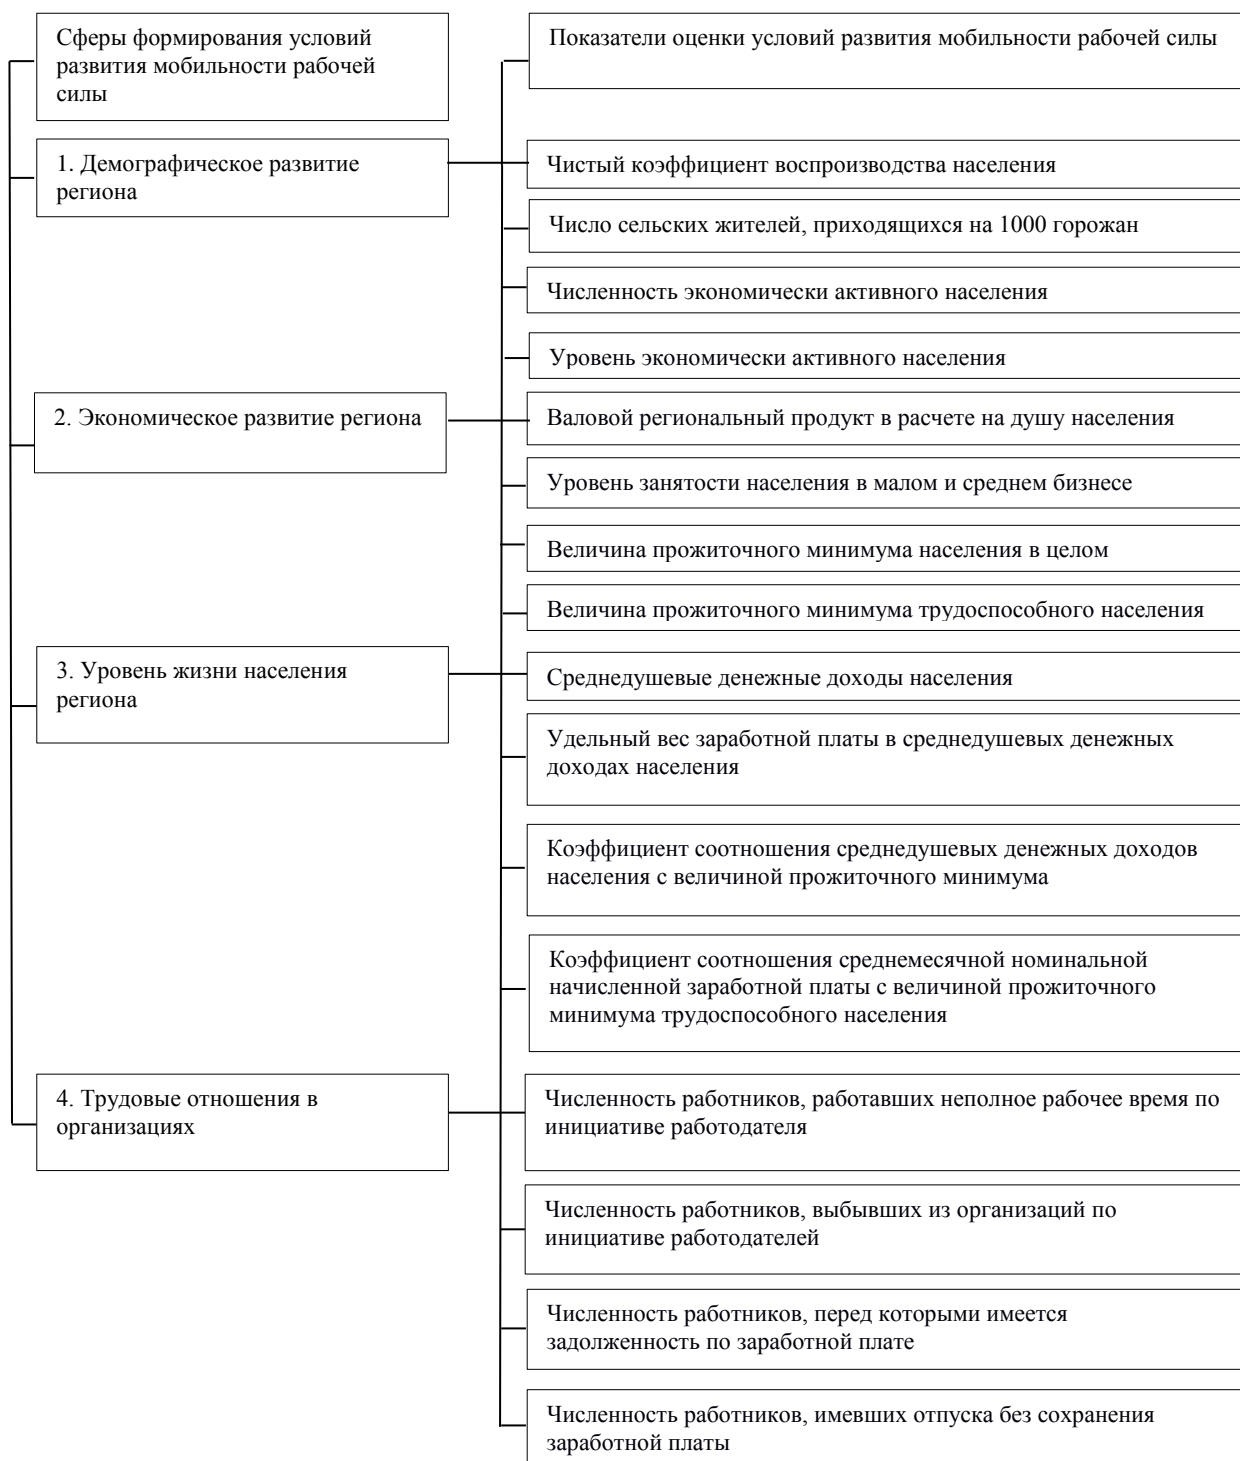 Сферы формирования условий
развития мобильности рабочей
силы
Показатели оценки условий развития мобильности рабочей силы
1. Демографическое развитие
региона
Чистый коэффициент воспроизводства населения
Число сельских жителей, приходящихся на 1000 горожан
Численность экономически активного населения
Уровень экономически активного населения
2. Экономическое развитие региона
Валовой региональный продукт в расчете на душу населения
Уровень занятости населения в малом и среднем бизнесе
Величина прожиточного минимума населения в целом
Величина прожиточного минимума трудоспособного населения
3. Уровень жизни населения
региона
Среднедушевые денежные доходы населения
Удельный вес заработной платы в среднедушевых денежных
доходах населения
Коэффициент соотношения среднедушевых денежных доходов
населения с величиной прожиточного минимума
Коэффициент соотношения среднемесячной номинальной
начисленной заработной платы с величиной прожиточного
минимума трудоспособного населения
4. Трудовые отношения в
организациях
Численность работников, работавших неполное рабочее время по
инициативе работодателя
Численность работников, выбывших из организаций по
инициативе работодателей
Численность работников, перед которыми имеется
задолженность по заработной плате
Численность работников, имевших отпуска без сохранения
заработной платы